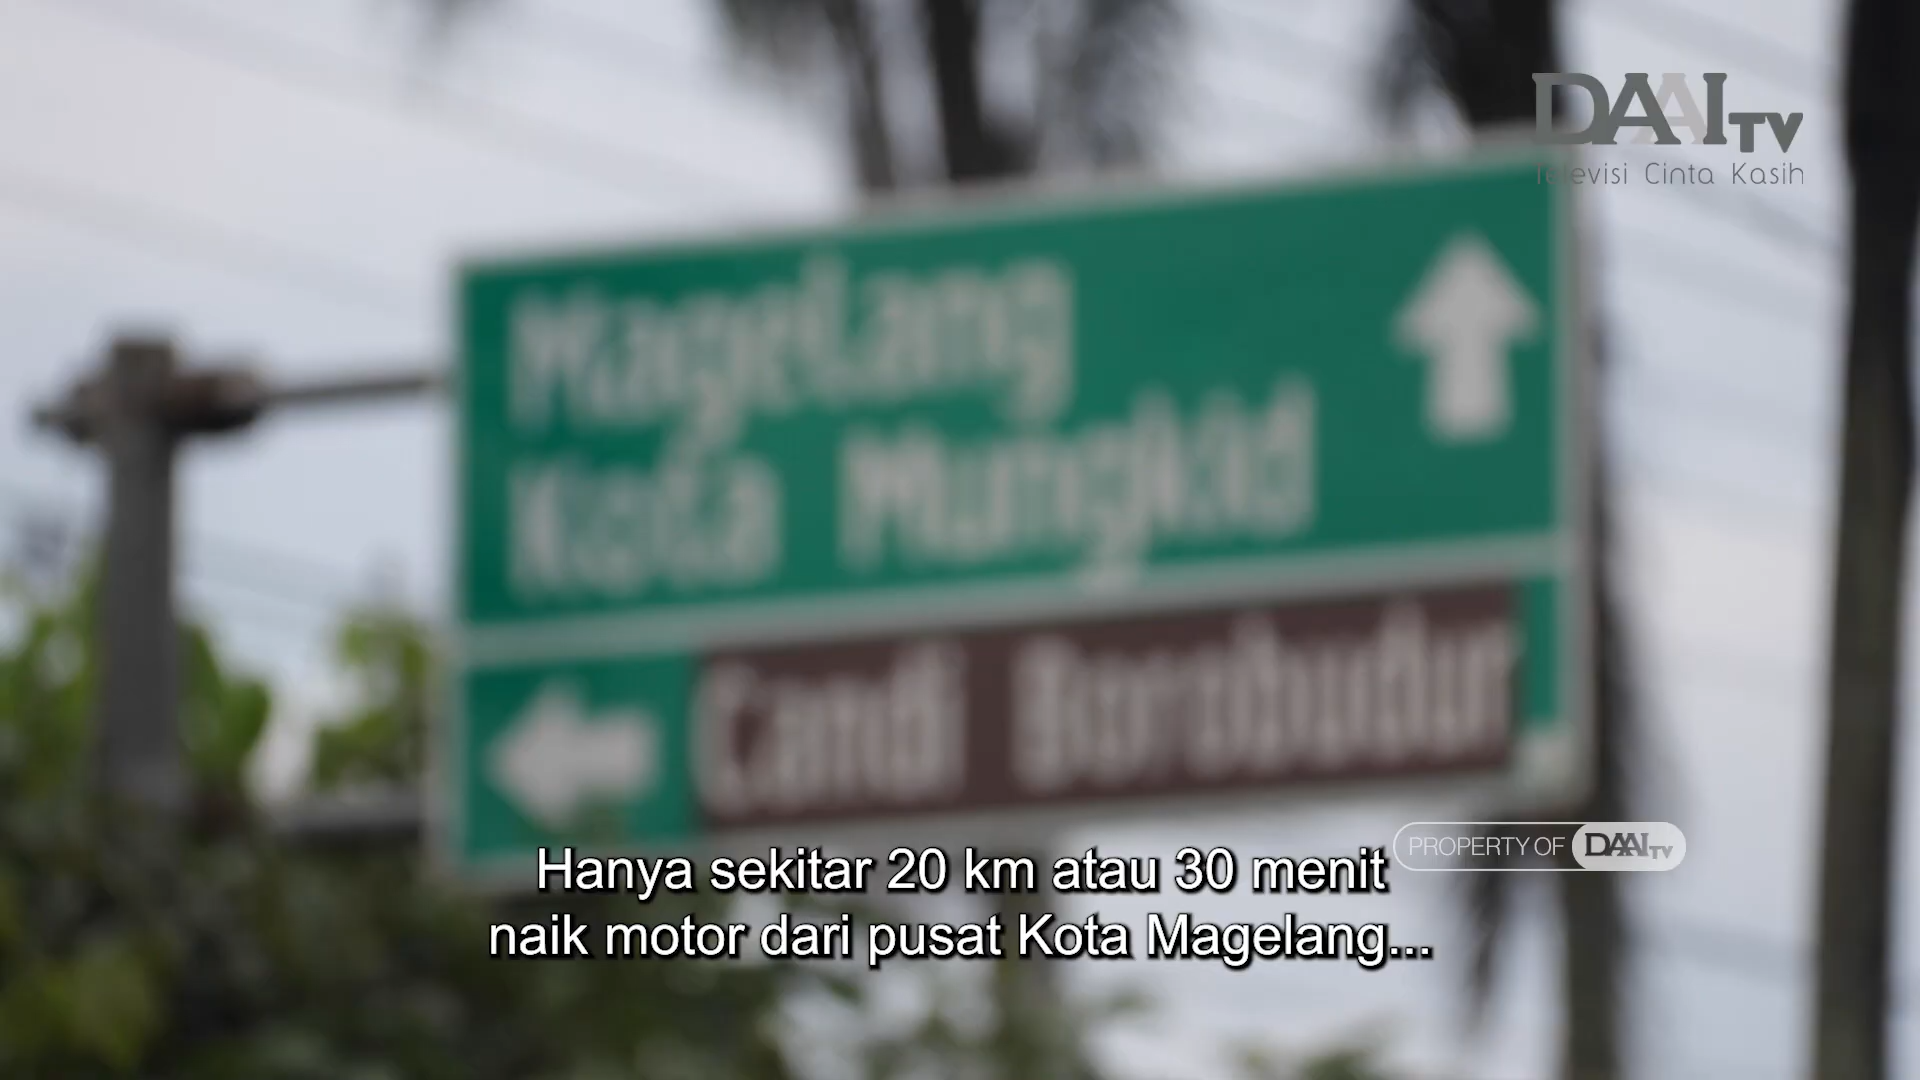 DAAI TV
Televisi Cinta Kasih
Magelang
Kota Mungkid
Candi Borobudur
PROPERTY OF DAAI TV
Hanya sekitar 20 km atau 30 menit
naik motor dari pusat Kota Magelang...